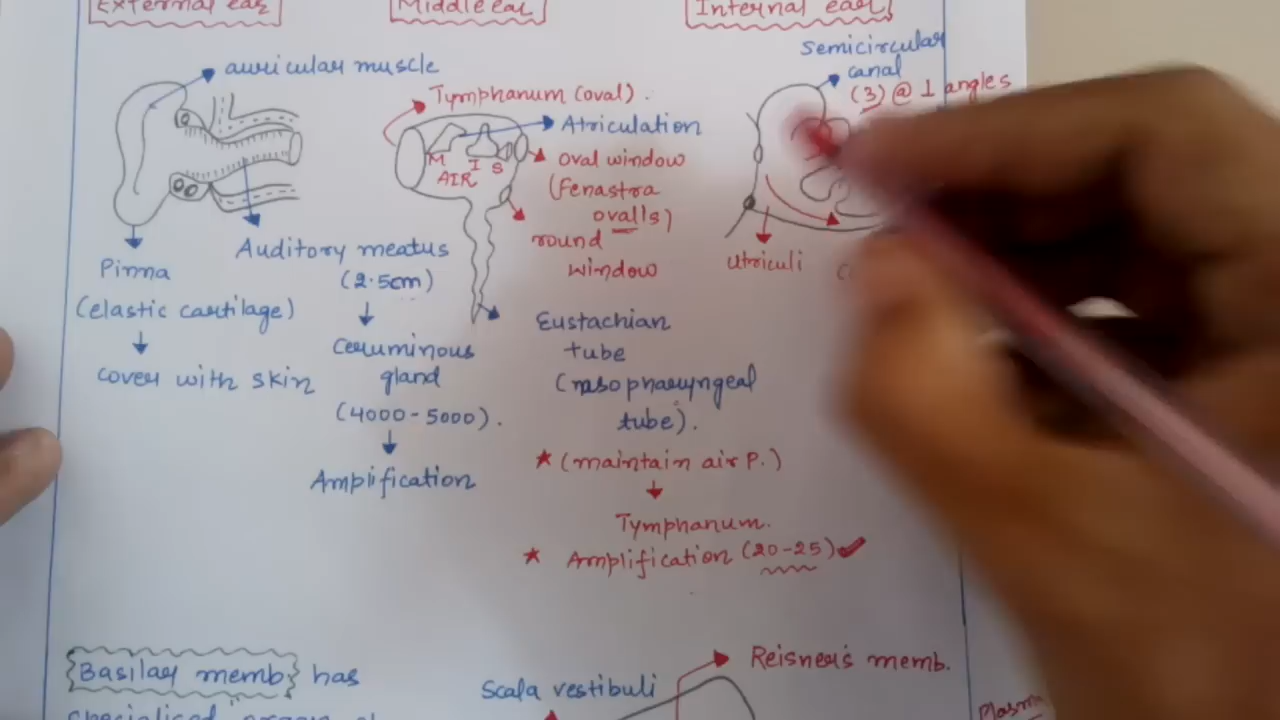 External ear
Middle ear
Internal ear
auricular muscle
Pinna
(elastic cartilage)
cover with skin
Auditory meatus
(2.5cm)
Ceruminous
gland
(4000-5000).
Amplification
Tymphanum (oval).
Atriculation
M I S
AIR
oval window
(Fenastra
ovalls)
round
window
Eustachian
tube
(nasopharyngeal
tube).
★ (maintain air P.)
Tymphanum.
★ Amplification (20-25)
Semicircular
canal
(3) @ ⊥ angles
Utriculi
Basilar memb has
Scala vestibuli
Reisner's memb.
Plasma